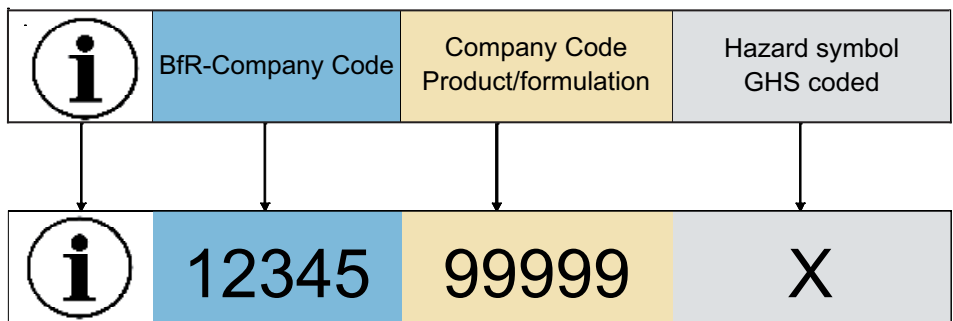 i
BfR-Company Code
Company Code
Product/formulation
Hazard symbol
GHS coded
i
12345
99999
X